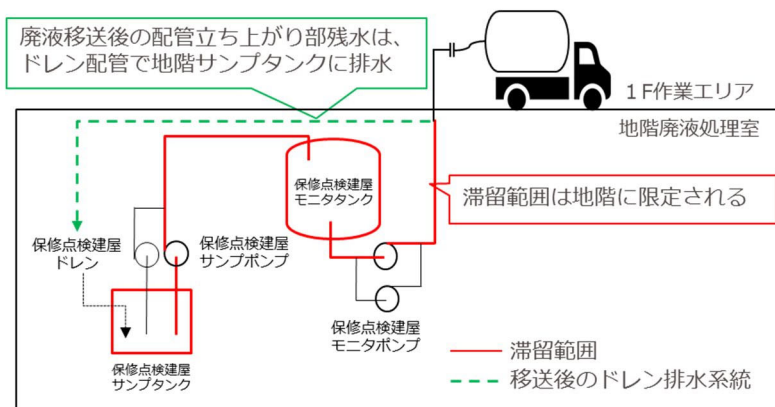 廃液移送後の配管立ち上がり部残水は、
ドレン配管で地階サンプタンクに排水
1F作業エリア
地階廃液処理室
保修点検建屋
モニタタンク
滞留範囲は地階に限定される
保修点検建屋
ドレン
保修点検建屋
サンプポンプ
保修点検建屋
モニタポンプ
保修点検建屋
サンプタンク
滞留範囲
移送後のドレン排水系統